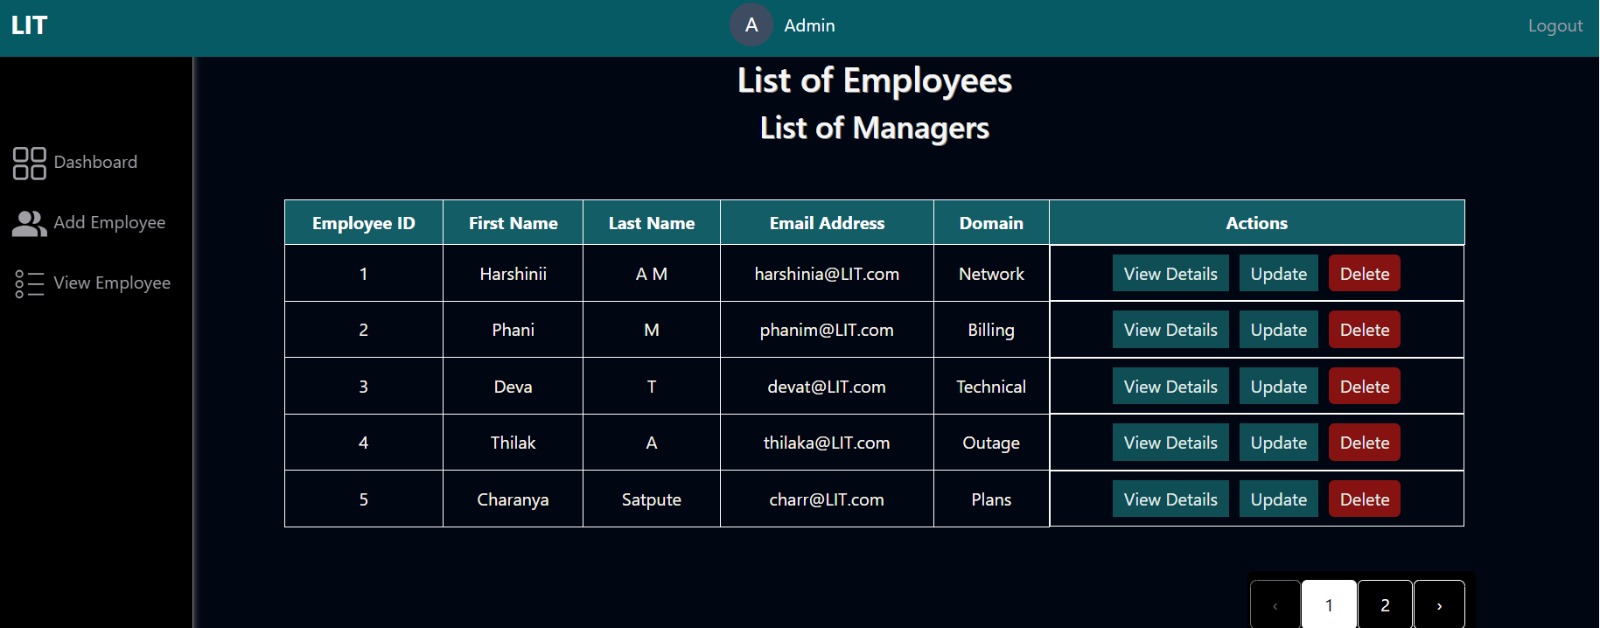 LIT A Admin Logout
List of Employees
List of Managers
Dashboard
Add Employee
View Employee
Employee ID First Name Last Name Email Address Domain Actions
1 Harshinii A M harshinia@LIT.com Network View Details Update Delete
2 Phani M phanim@LIT.com Billing View Details Update Delete
3 Deva T devat@LIT.com Technical View Details Update Delete
4 Thilak A thilaka@LIT.com Outage View Details Update Delete
5 Charanya Satpute charr@LIT.com Plans View Details Update Delete
‹ 1 2 ›